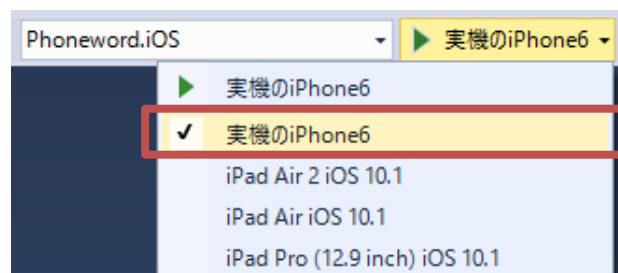 Phoneword.iOS 実機のiPhone6
実機のiPhone6
実機のiPhone6
iPad Air 2 iOS 10.1
iPad Air iOS 10.1
iPad Pro (12.9 inch) iOS 10.1